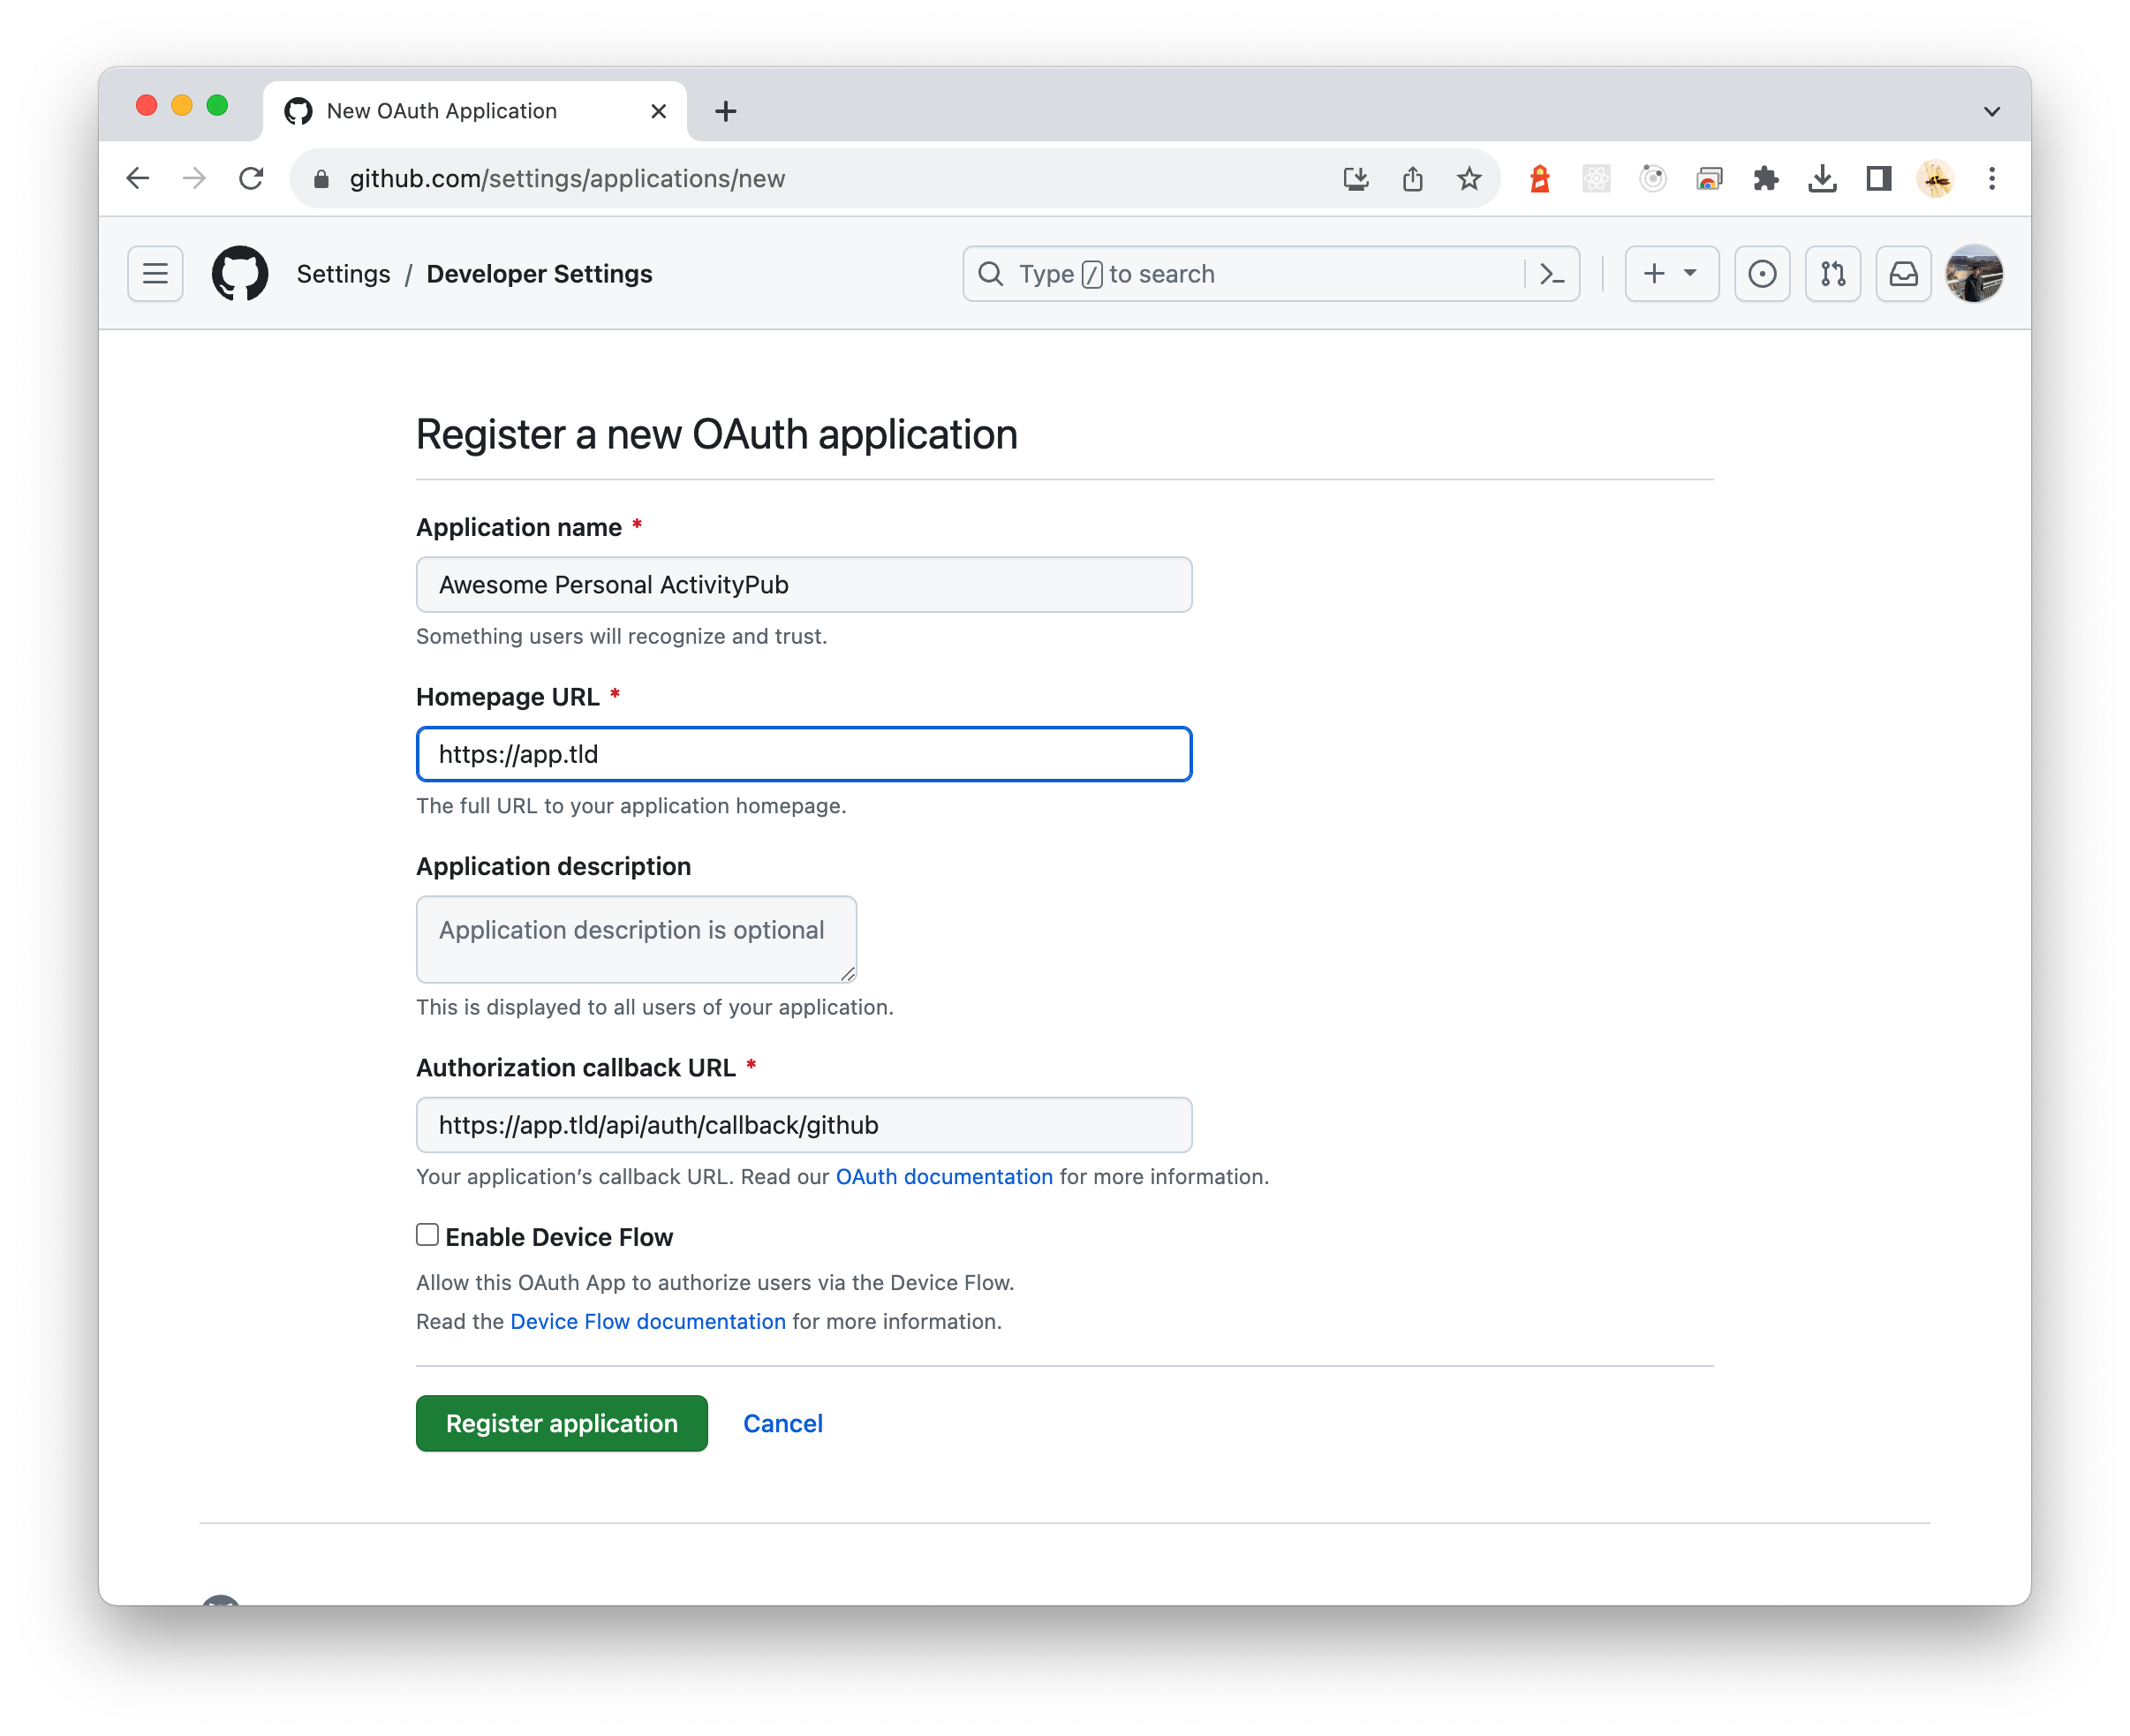 New OAuth Application
github.com/settings/applications/new
Settings / Developer Settings
Type / to search
Register a new OAuth application
Application name *
Awesome Personal ActivityPub
Something users will recognize and trust.
Homepage URL *
https://app.tld
The full URL to your application homepage.
Application description
Application description is optional
This is displayed to all users of your application.
Authorization callback URL *
https://app.tld/api/auth/callback/github
Your application’s callback URL. Read our OAuth documentation for more information.
Enable Device Flow
Allow this OAuth App to authorize users via the Device Flow.
Read the Device Flow documentation for more information.
Register application Cancel